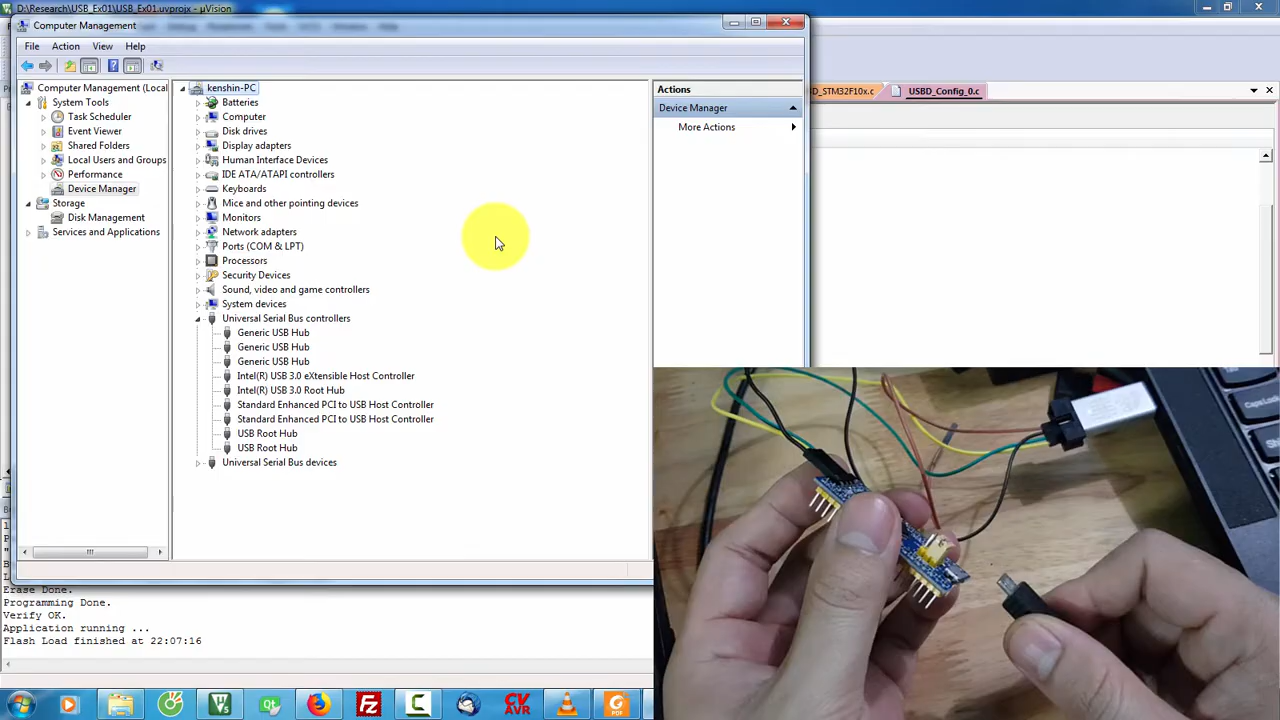 D:\Research\USB_Ex01\USB_Ex01.uvprojx - µVision
Computer Management
File Action View Help
Computer Management (Local
System Tools
Task Scheduler
Event Viewer
Shared Folders
Local Users and Groups
Performance
Device Manager
Storage
Disk Management
Services and Applications
kenshin-PC
Batteries
Computer
Disk drives
Display adapters
Human Interface Devices
IDE ATA/ATAPI controllers
Keyboards
Mice and other pointing devices
Monitors
Network adapters
Ports (COM & LPT)
Processors
Security Devices
Sound, video and game controllers
System devices
Universal Serial Bus controllers
Generic USB Hub
Generic USB Hub
Generic USB Hub
Intel(R) USB 3.0 eXtensible Host Controller
Intel(R) USB 3.0 Root Hub
Standard Enhanced PCI to USB Host Controller
Standard Enhanced PCI to USB Host Controller
USB Root Hub
USB Root Hub
Universal Serial Bus devices
Actions
Device Manager
More Actions
D_STM32F10x.c USBD_Config_0.c
Erase Done.
Programming Done.
Verify OK.
Application running ...
Flash Load finished at 22:07:16
Qt
FZ
CV
AVR
CapsLock